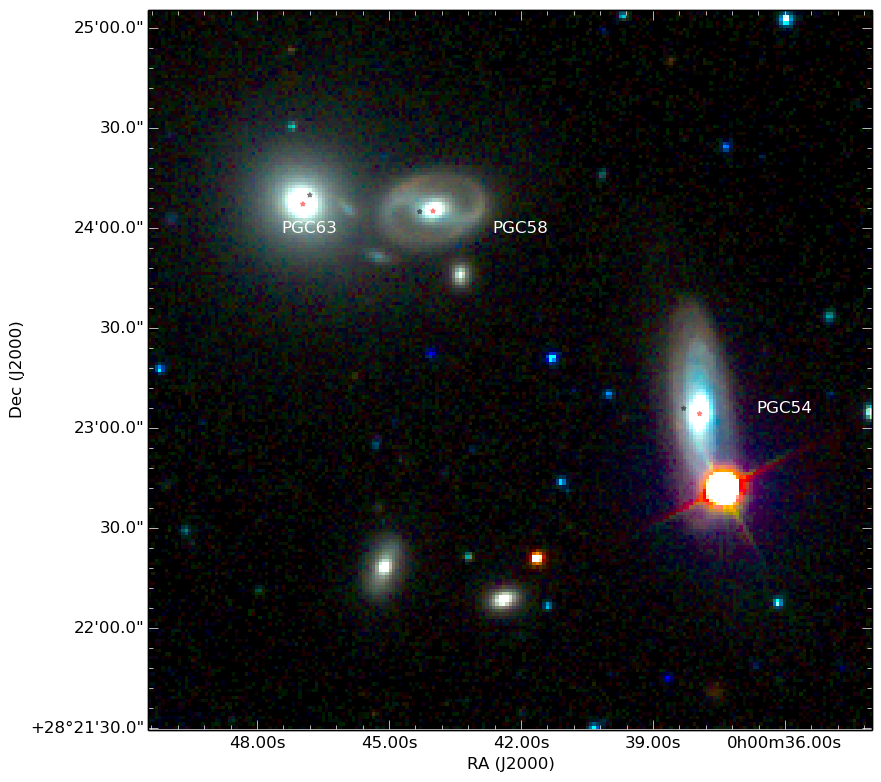 25'00.0"
30.0"
24'00.0"
PGC63
PGC58
30.0"
PGC54
23'00.0"
30.0"
22'00.0"
+28°21'30.0"
Dec (J2000)
48.00s 45.00s 42.00s 39.00s 0h00m36.00s
RA (J2000)